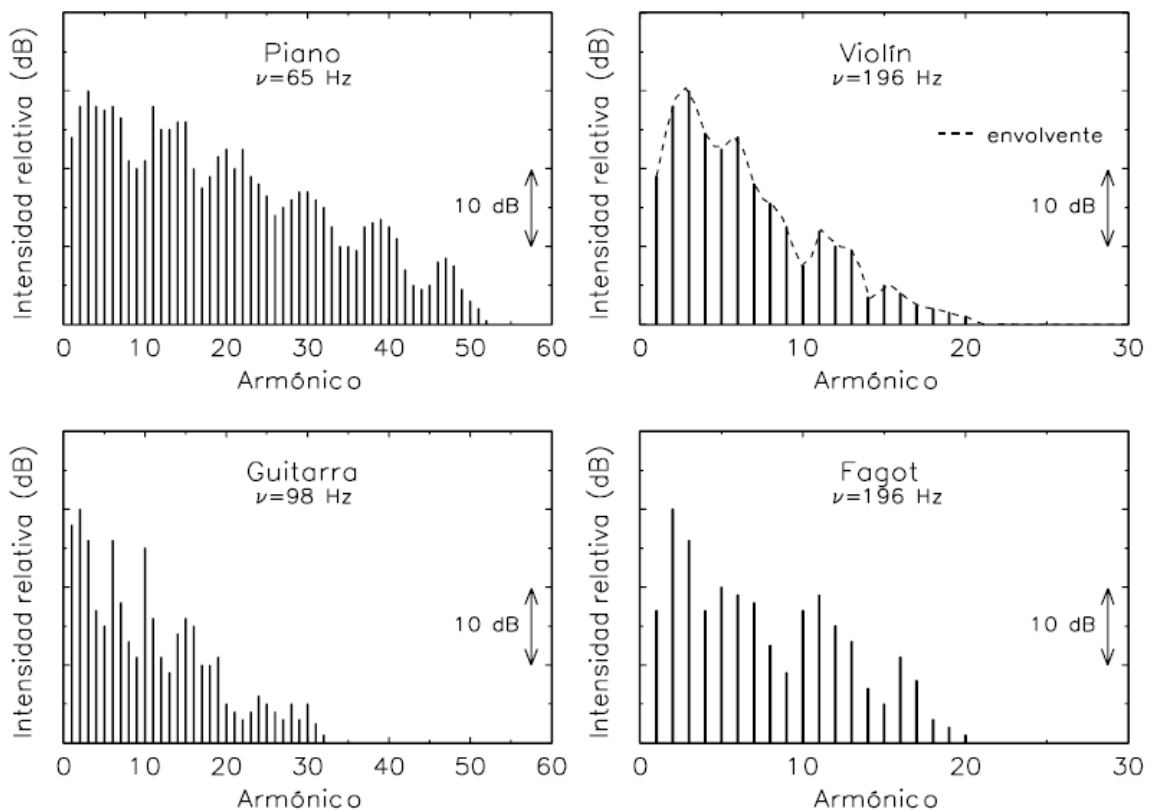 Piano
ν=65 Hz
Intensidad relativa (dB)
10 dB
0 10 20 30 40 50 60
Armónico
Violín
ν=196 Hz
envolvente
Intensidad relativa (dB)
10 dB
0 10 20 30
Armónico
Guitarra
ν=98 Hz
Intensidad relativa (dB)
10 dB
0 10 20 30 40 50 60
Armónico
Fagot
ν=196 Hz
Intensidad relativa (dB)
10 dB
0 10 20 30
Armónico